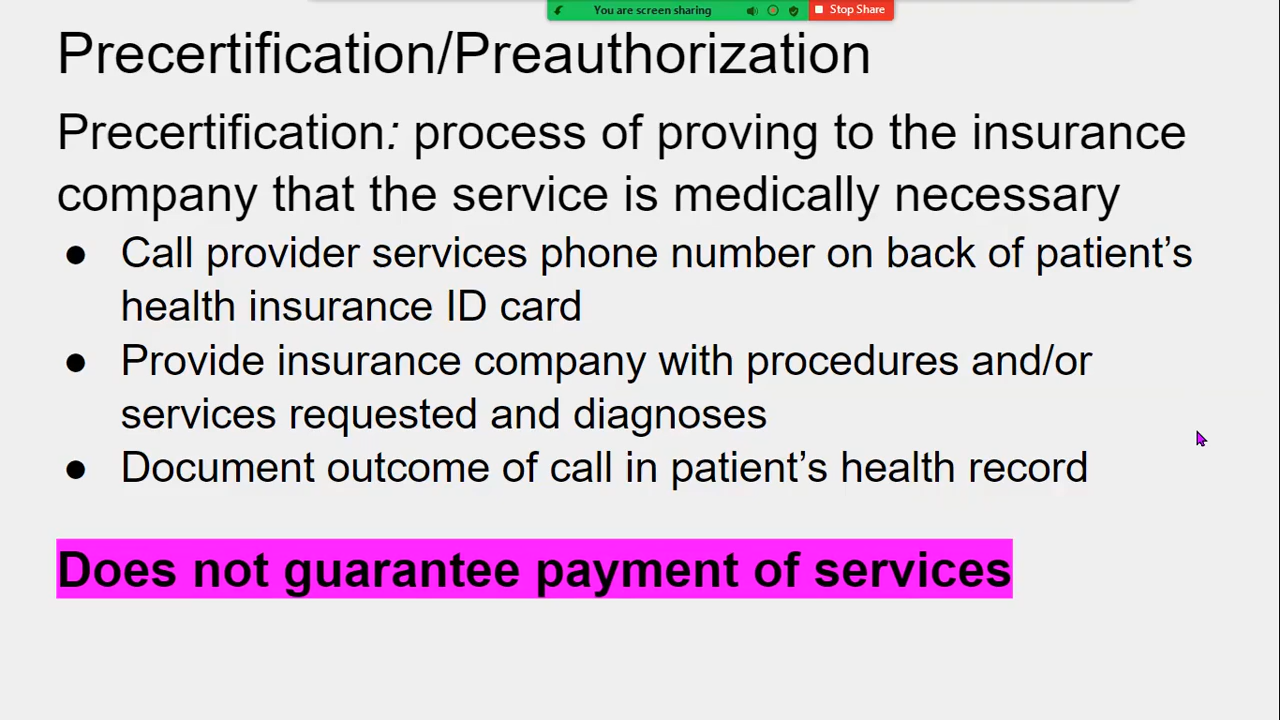 You are screen sharing
Stop Share
Precertification/Preauthorization
Precertification: process of proving to the insurance
company that the service is medically necessary
● Call provider services phone number on back of patient’s
health insurance ID card
● Provide insurance company with procedures and/or
services requested and diagnoses
● Document outcome of call in patient’s health record
Does not guarantee payment of services